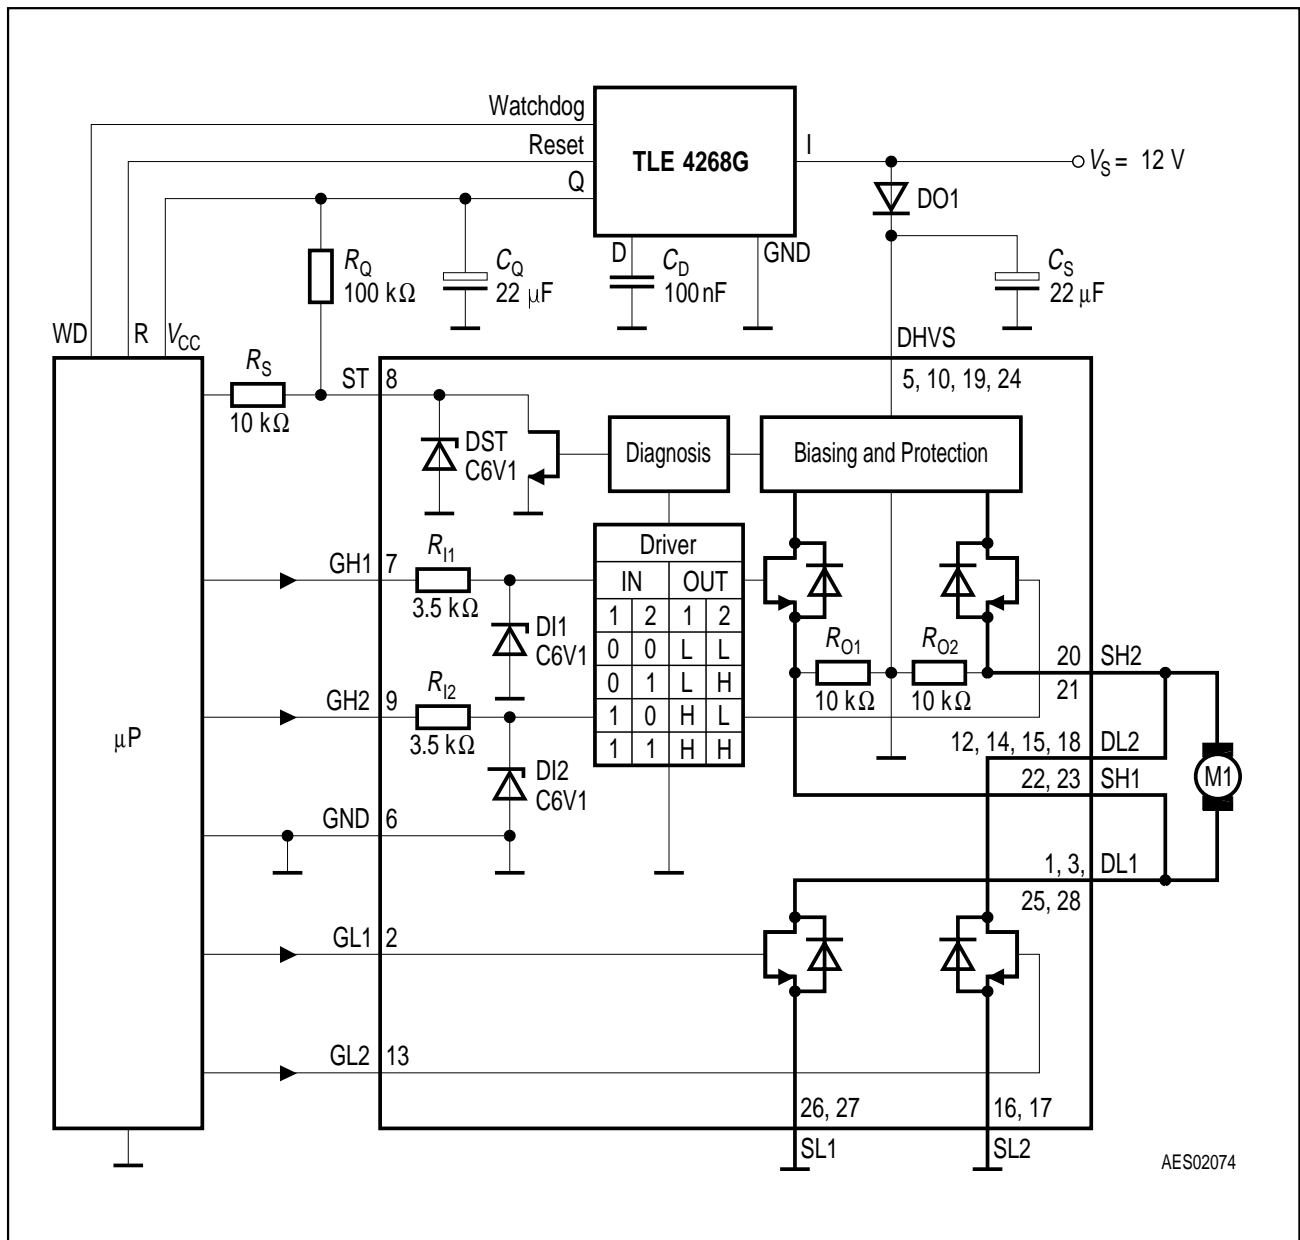 Watchdog
Reset
Q
TLE 4268G
I
VS = 12 V
DO1
D
CD
100 nF
GND
RQ
100 kΩ
CQ
22 μF
CS
22 μF
WD
R
VCC
DHVS
RS
10 kΩ
ST
8
5, 10, 19, 24
DST
C6V1
Diagnosis
Biasing and Protection
GH1
7
RI1
3.5 kΩ
DI1
C6V1
Driver
IN OUT
1 2 1 2
0 0 L L
0 1 L H
1 0 H L
1 1 H H
RO1
10 kΩ
RO2
10 kΩ
20
SH2
21
GH2
9
RI2
3.5 kΩ
DI2
C6V1
μP
12, 14, 15, 18
DL2
22, 23
SH1
M1
GND
6
1, 3,
DL1
25, 28
GL1
2
GL2
13
26, 27
16, 17
SL1
SL2
AES02074